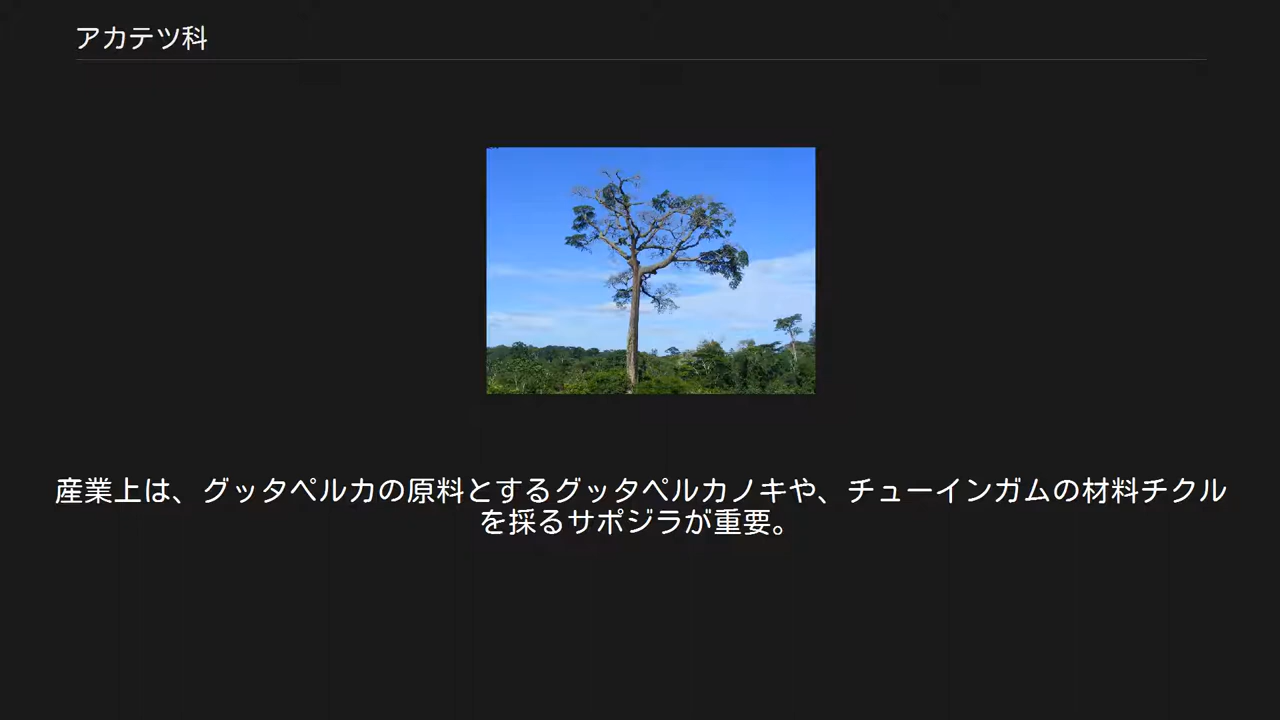 アカテツ科
産業上は、グッタペルカの原料とするグッタペルカノキや、チューインガムの材料チクル
を採るサポジラが重要。